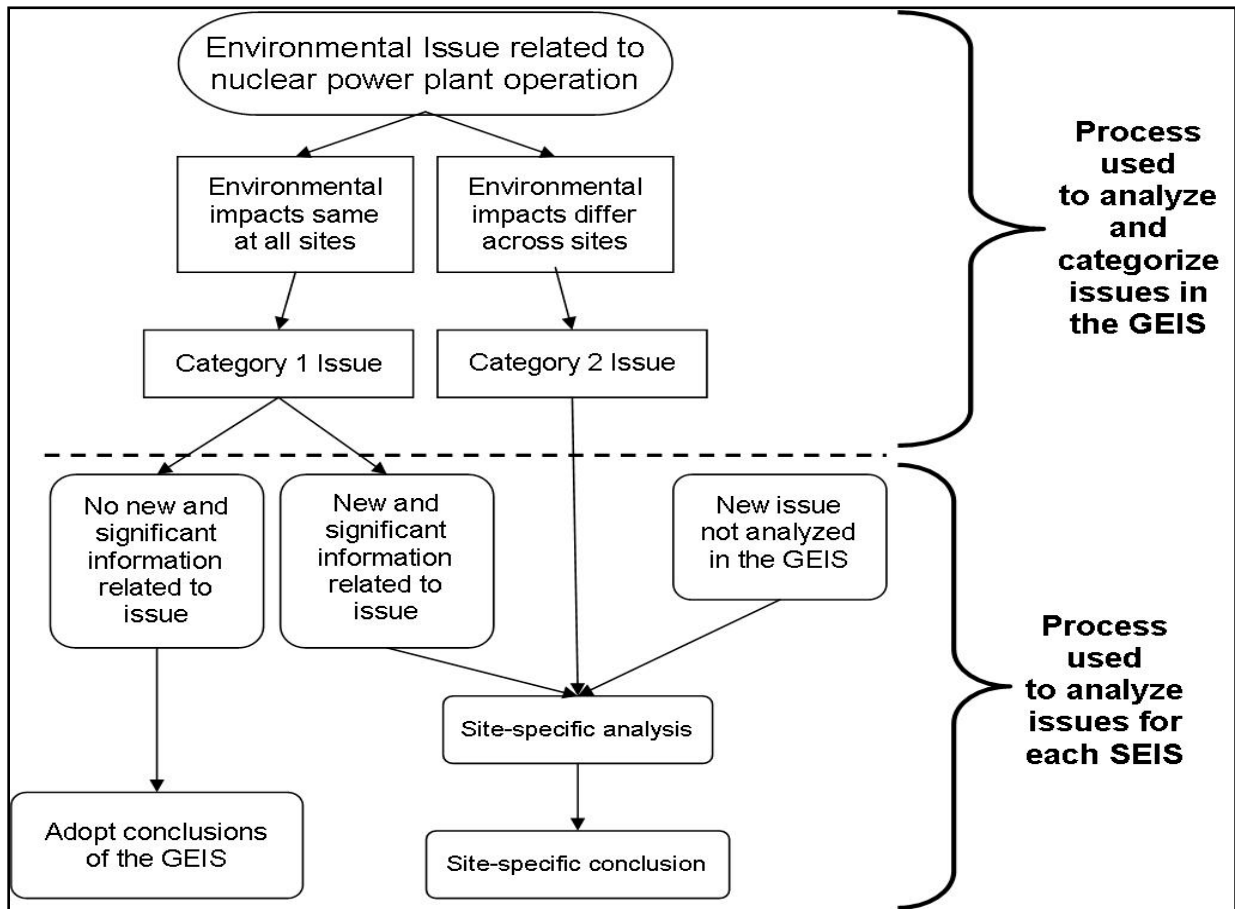 Environmental Issue related to
nuclear power plant operation
Environmental
impacts same
at all sites
Environmental
impacts differ
across sites
Process
used
to analyze
and
categorize
issues in
the GEIS
Category 1 Issue
Category 2 Issue
No new and
significant
information
related to
issue
New and
significant
information
related to
issue
New issue
not analyzed
in the GEIS
Process
used
to analyze
issues for
each SEIS
Site-specific analysis
Adopt conclusions
of the GEIS
Site-specific conclusion